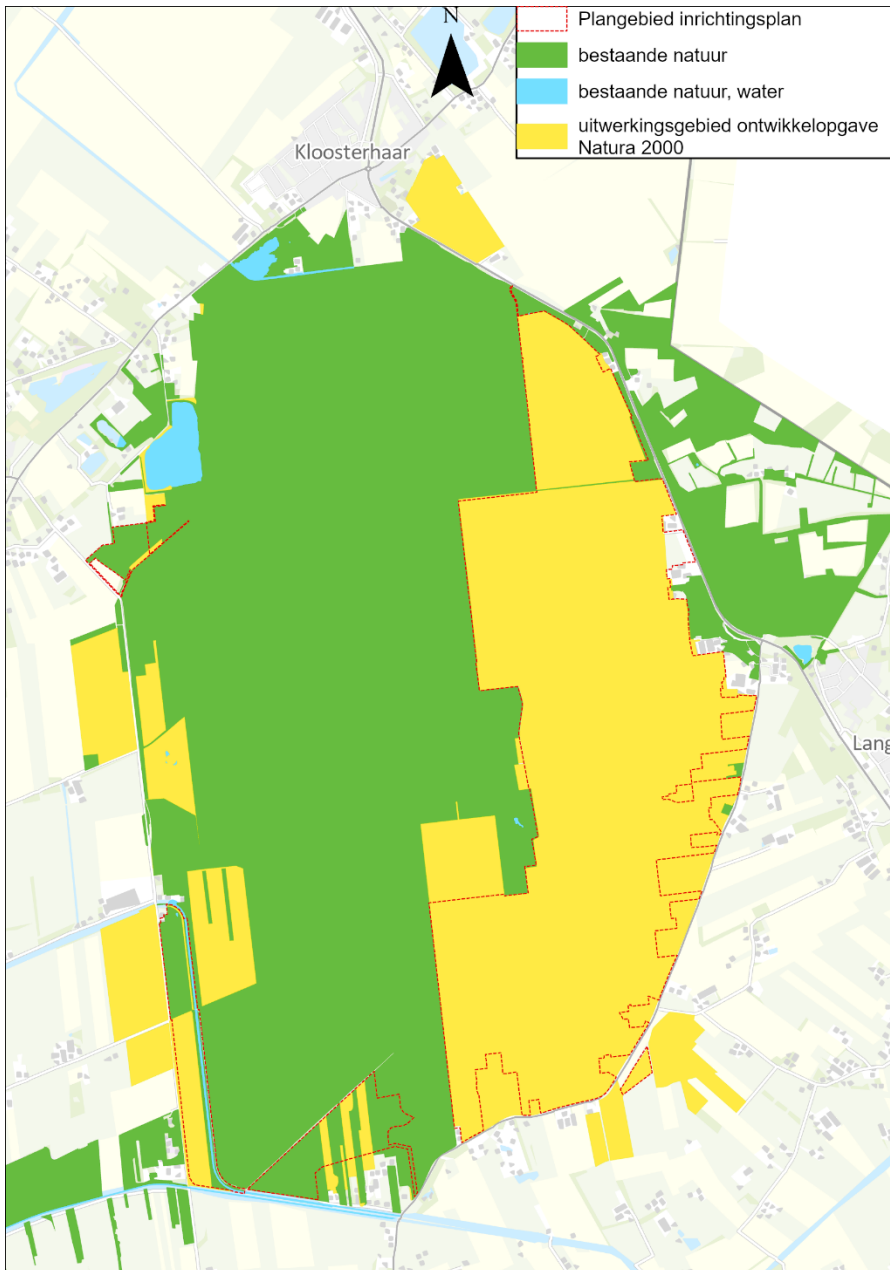 N
Plangebied inrichtingsplan
bestaande natuur
bestaande natuur, water
uitwerkingsgebied ontwikkelopgave
Natura 2000
Kloosterhaar
Lang